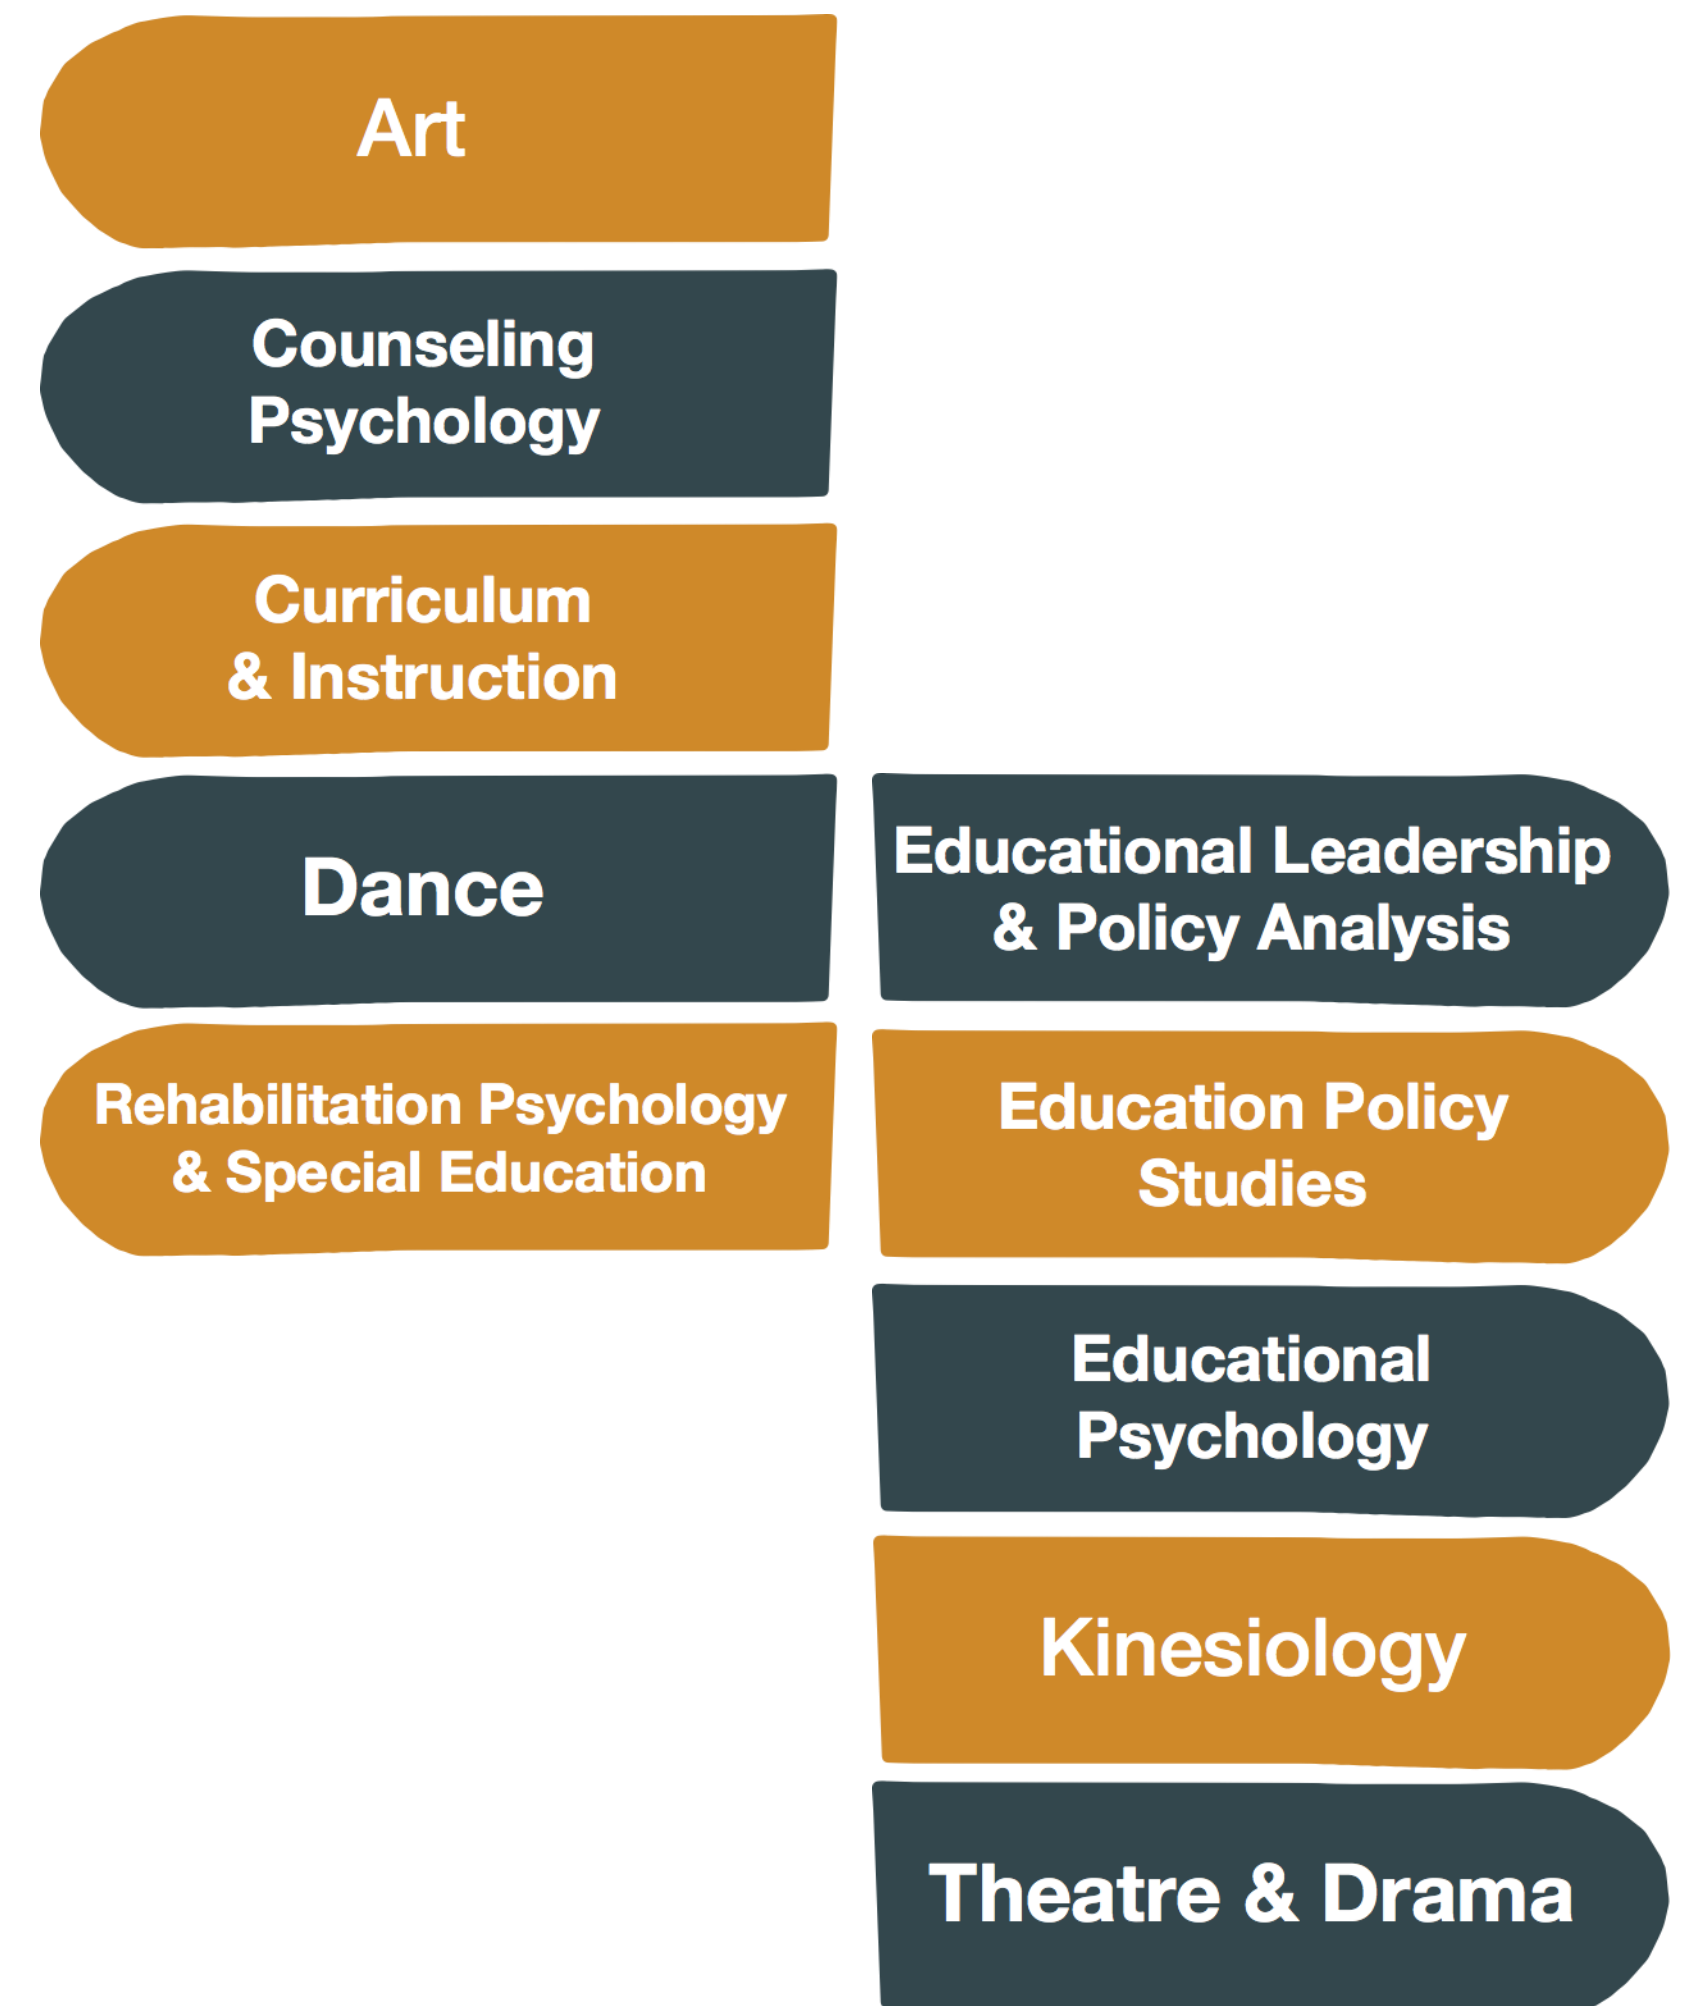 Art
Counseling
Psychology
Curriculum
& Instruction
Dance
Rehabilitation Psychology
& Special Education
Educational Leadership
& Policy Analysis
Education Policy
Studies
Educational
Psychology
Kinesiology
Theatre & Drama